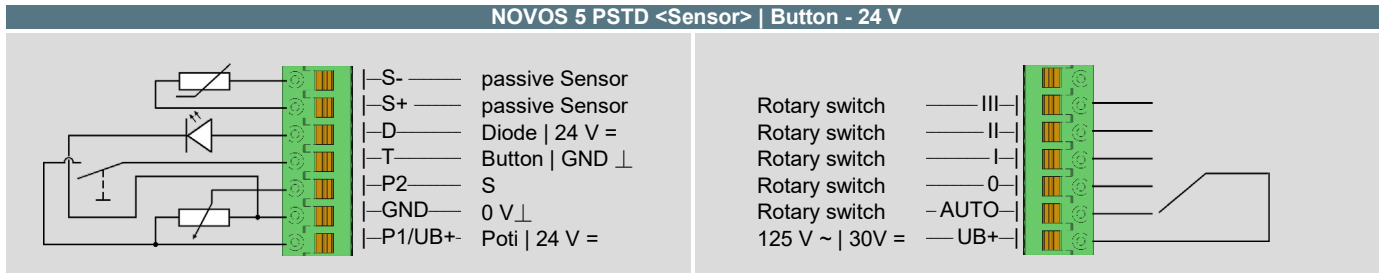 NOVOS 5 PSTD <Sensor> | Button - 24 V
S- passive Sensor
S+ passive Sensor
D Diode | 24 V =
T Button | GND ⊥
P2 S
GND 0 V⊥
P1/UB+ Poti | 24 V =
Rotary switch III
Rotary switch II
Rotary switch I
Rotary switch 0
Rotary switch AUTO
125 V ~ | 30V = UB+